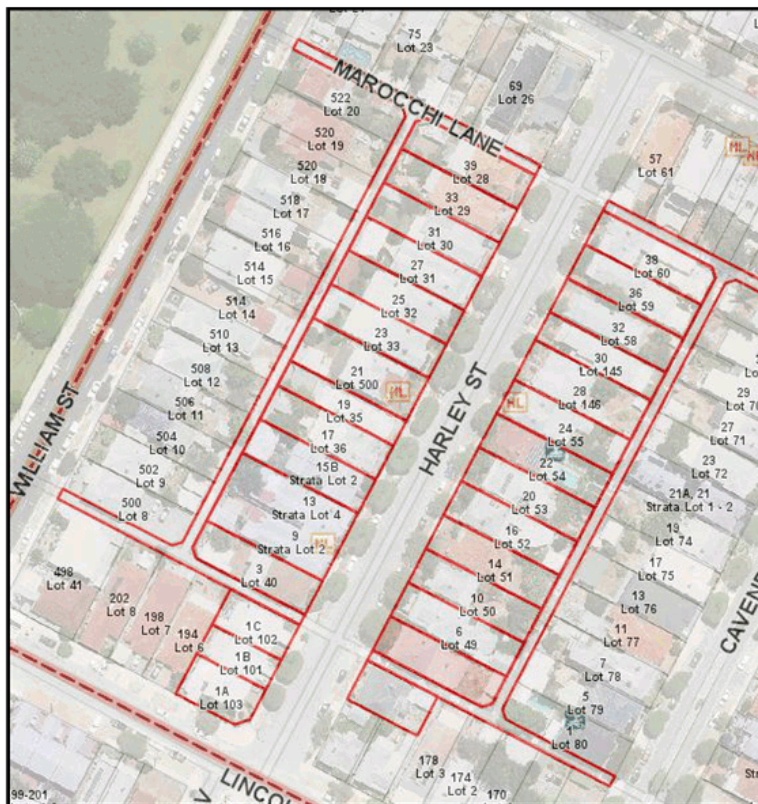 75
Lot 23
MAROCCHI LANE
69
Lot 26
522
Lot 20
520
Lot 19
520
Lot 18
518
Lot 17
516
Lot 16
514
Lot 15
514
Lot 14
510
Lot 13
508
Lot 12
506
Lot 11
504
Lot 10
502
Lot 9
500
Lot 8
WILLIAM ST
39
Lot 28
33
Lot 29
31
Lot 30
27
Lot 31
25
Lot 32
23
Lot 33
21
Lot 500
19
Lot 35
17
Lot 36
15B
Strata Lot 2
13
Strata Lot 4
9
Strata Lot 2
3
Lot 40
1C
Lot 102
1B
Lot 101
1A
Lot 103
498
Lot 41
202
Lot 8
198
Lot 7
194
Lot 6
HARLEY ST
ML
ML
ML
ML
57
Lot 61
38
Lot 60
36
Lot 59
32
Lot 58
30
Lot 145
28
Lot 146
24
Lot 55
22
Lot 54
20
Lot 53
16
Lot 52
14
Lot 51
10
Lot 50
6
Lot 49
29
27
Lot 71
23
Lot 72
21A, 21
Strata Lot 1 - 2
19
Lot 74
17
Lot 75
13
Lot 76
11
Lot 77
7
Lot 78
5
Lot 79
1
Lot 80
178
Lot 3
174
Lot 2
170
99-201